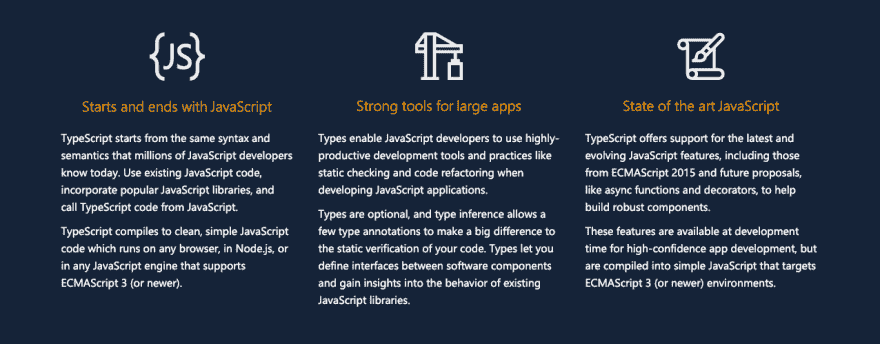 {JS}
Starts and ends with JavaScript
TypeScript starts from the same syntax and
semantics that millions of JavaScript developers
know today. Use existing JavaScript code,
incorporate popular JavaScript libraries, and
call TypeScript code from JavaScript.
TypeScript compiles to clean, simple JavaScript
code which runs on any browser, in Node.js, or
in any JavaScript engine that supports
ECMAScript 3 (or newer).
Strong tools for large apps
Types enable JavaScript developers to use highly-
productive development tools and practices like
static checking and code refactoring when
developing JavaScript applications.
Types are optional, and type inference allows a
few type annotations to make a big difference to
the static verification of your code. Types let you
define interfaces between software components
and gain insights into the behavior of existing
JavaScript libraries.
State of the art JavaScript
TypeScript offers support for the latest and
evolving JavaScript features, including those
from ECMAScript 2015 and future proposals,
like async functions and decorators, to help
build robust components.
These features are available at development
time for high-confidence app development, but
are compiled into simple JavaScript that targets
ECMAScript 3 (or newer) environments.